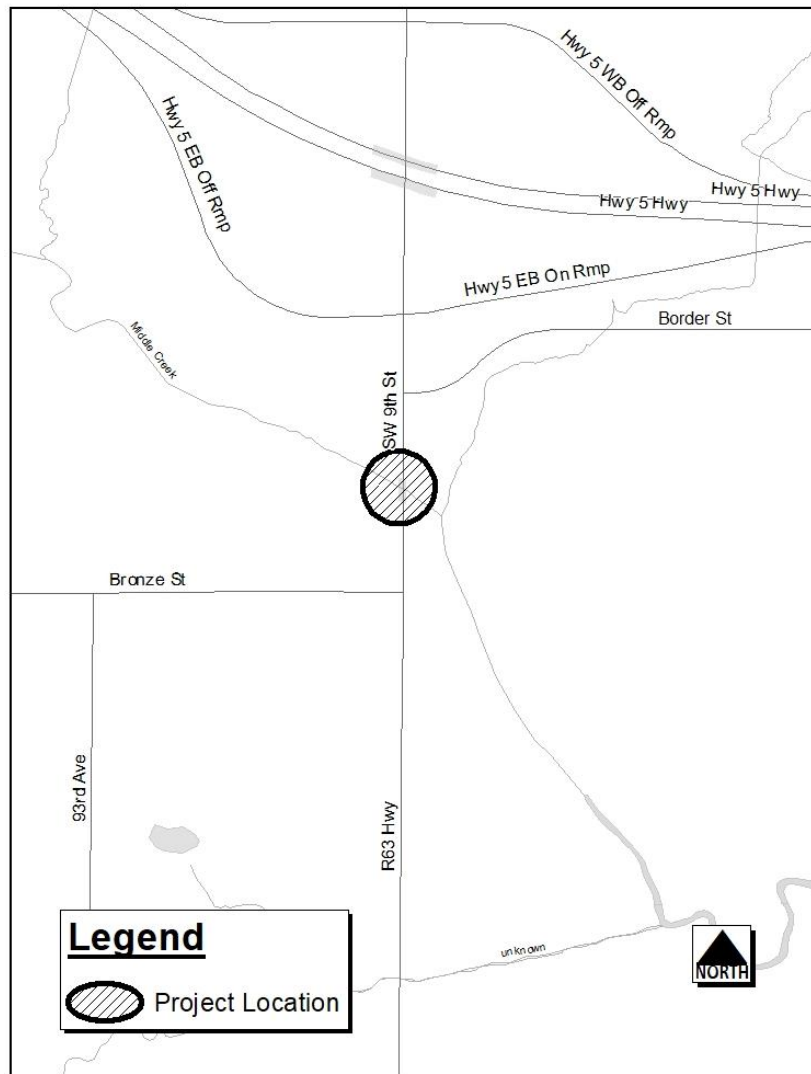 Hwy 5 WB Off Rmp
Hwy 5 EB Off Rmp
Hwy 5 Hwy
Hwy 5 Hwy
Hwy 5 EB On Rmp
Border St
Middle Creek
SW 9th St
Bronze St
93rd Ave
R63 Hwy
unknown
Legend
Project Location
NORTH